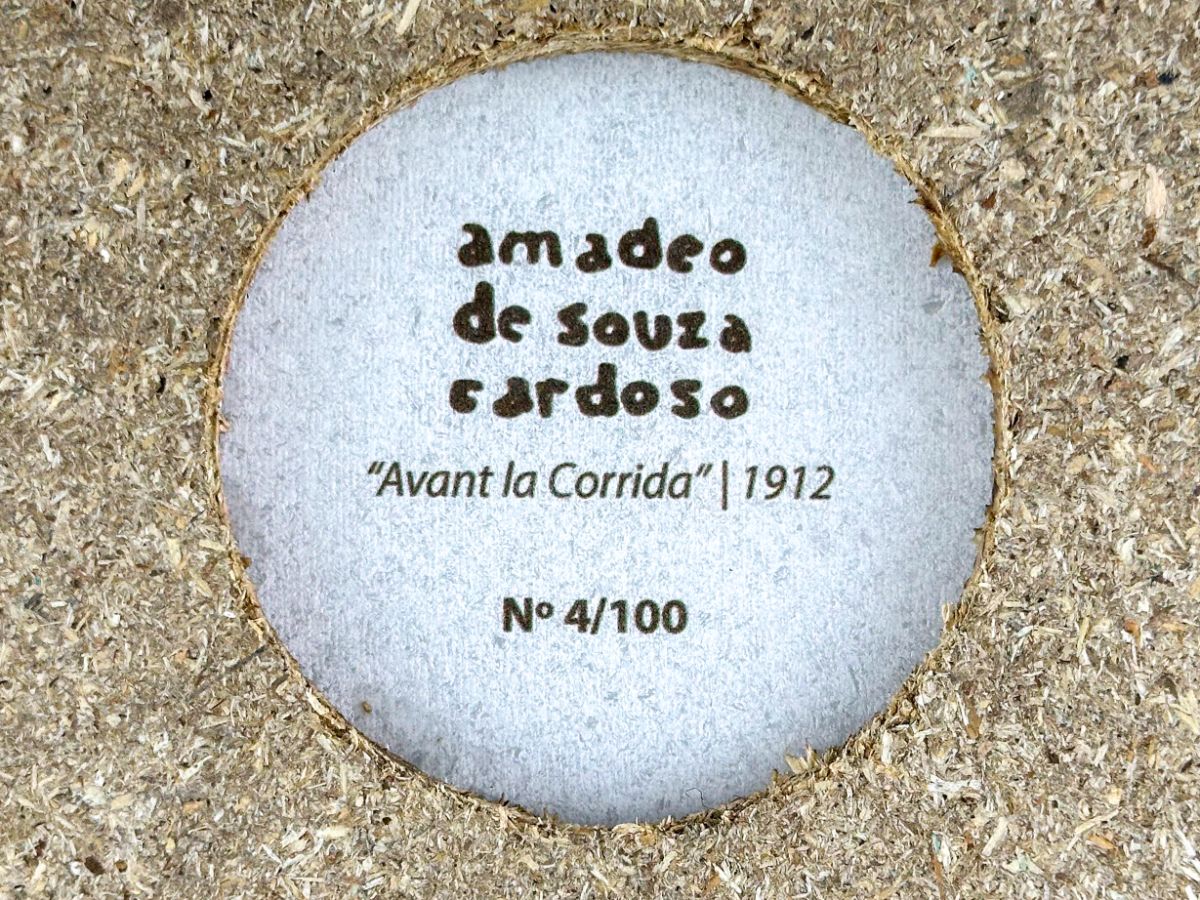 amadeo
de souza
cardoso
“Avant la Corrida” | 1912
Nº 4/100